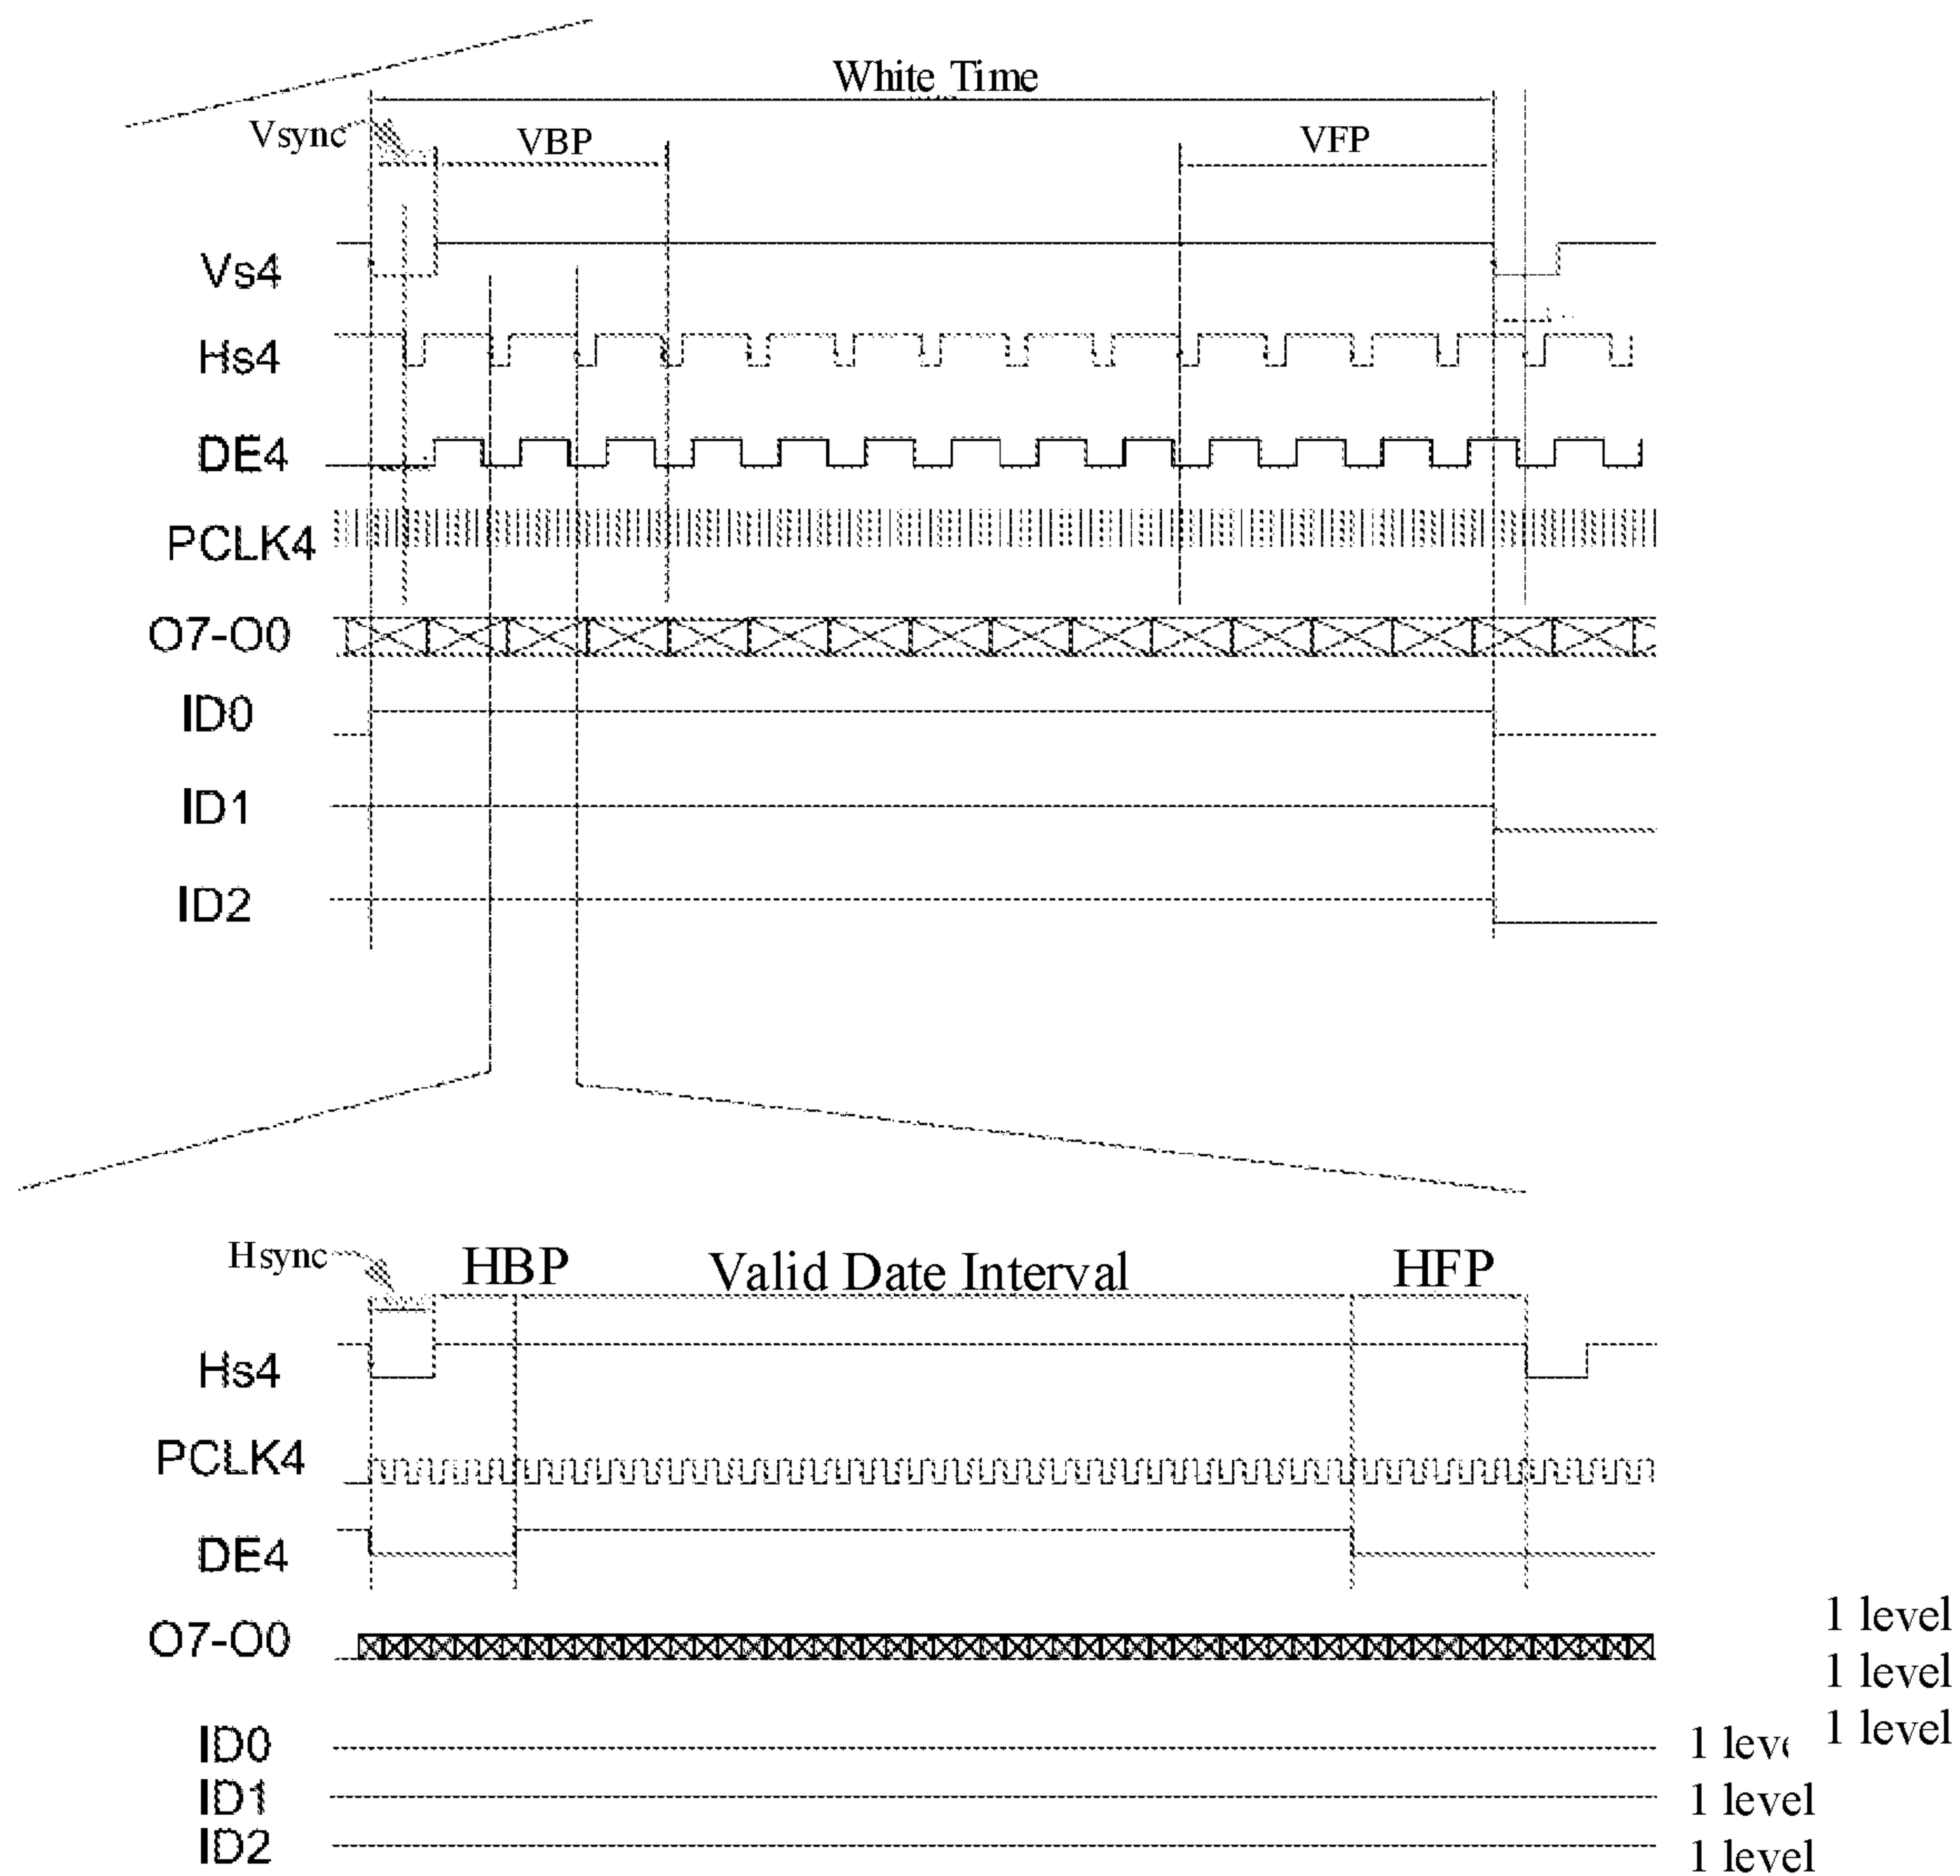 White Time
Vsync VBP VFP
Vs4
Hs4
DE4
PCLK4
O7-O0
ID0
ID1
ID2
Hsync HBP Valid Date Interval HFP
Hs4
PCLK4
DE4
1 level
O7-O0
1 level
1 level
ID0 1 leve
ID1 1 level
ID2 1 level